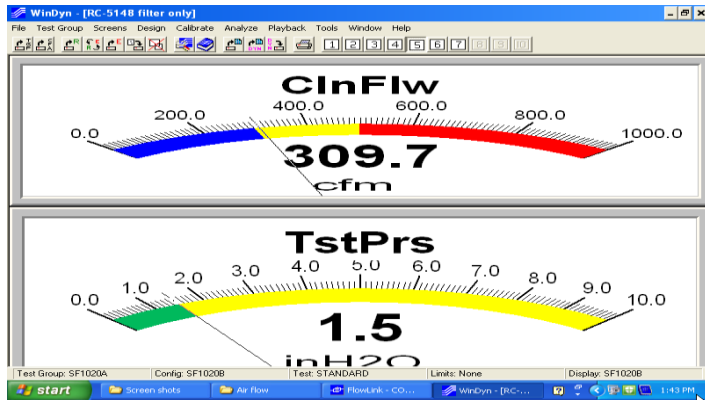 WinDyn - [RC-5148 filter only]
File Test Group Screens Design Calibrate Analyze Playback Tools Window Help
1 2 3 4 5 6 7 8 9 10
ClnFlw
0.0 200.0 400.0 600.0 800.0 1000.0
309.7
cfm
TstPrs
0.0 1.0 2.0 3.0 4.0 5.0 6.0 7.0 8.0 9.0 10.0
1.5
inH2O
Test Group: SF1020A Config: SF1020B Test: STANDARD Limits: None Display: SF1020B
start Screen shots Air flow FlowLink - CO... WinDyn - [RC-... 1:43 PM